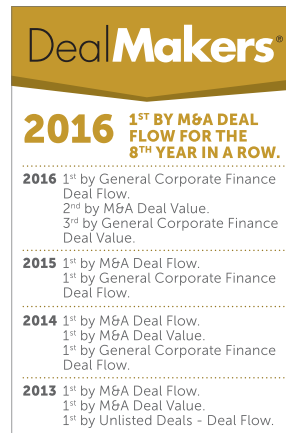 DealMakers®
2016 1ST BY M&A DEAL
FLOW FOR THE
8TH YEAR IN A ROW.
2016 1st by General Corporate Finance
Deal Flow.
2nd by M&A Deal Value.
3rd by General Corporate Finance
Deal Value.
2015 1st by M&A Deal Flow.
1st by General Corporate Finance
Deal Flow.
2014 1st by M&A Deal Flow.
1st by M&A Deal Value.
1st by General Corporate Finance
Deal Flow.
2013 1st by M&A Deal Flow.
1st by M&A Deal Value.
1st by Unlisted Deals - Deal Flow.